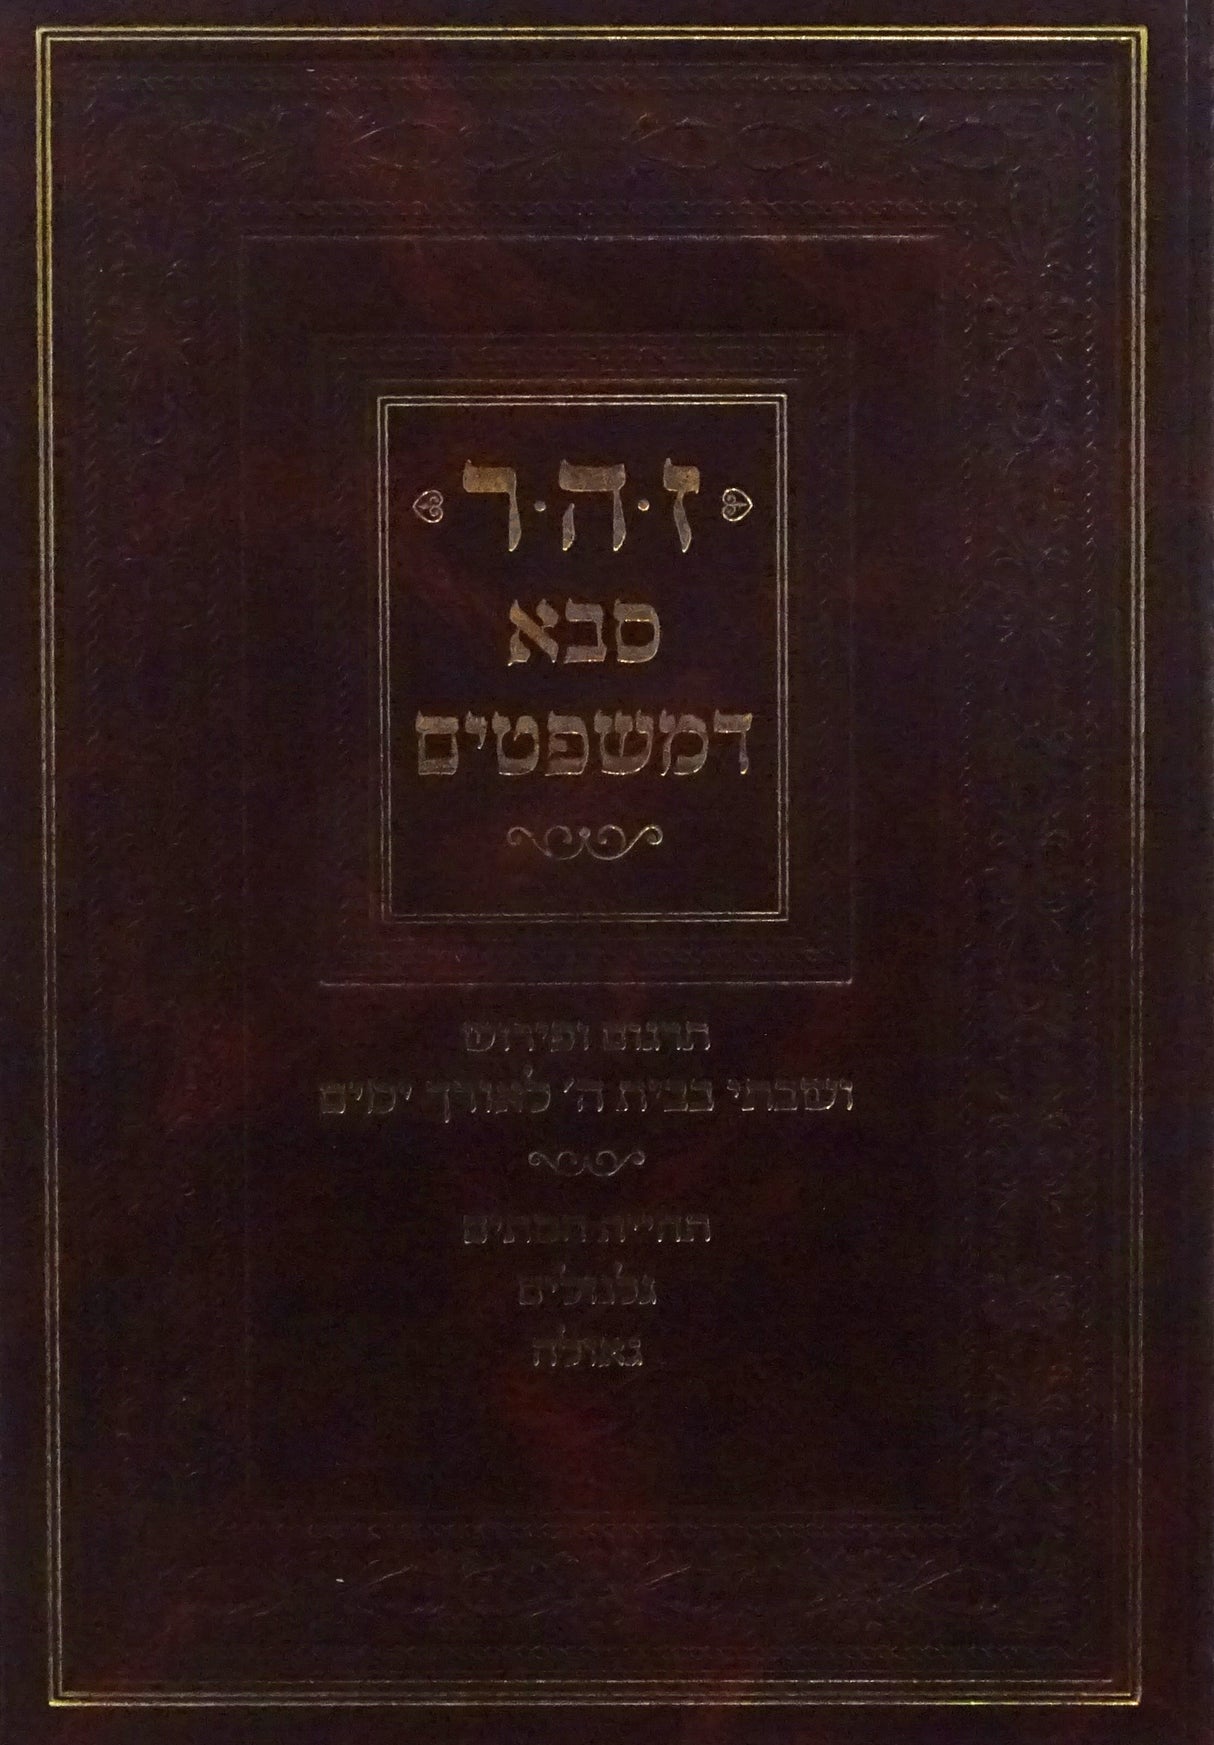 ז·ה·ר
סבא
דמשפטים
תרגום ופירוש
ושבתי בבית ה' לאורך ימים
תחיית המתים
גלגולים
גאולה